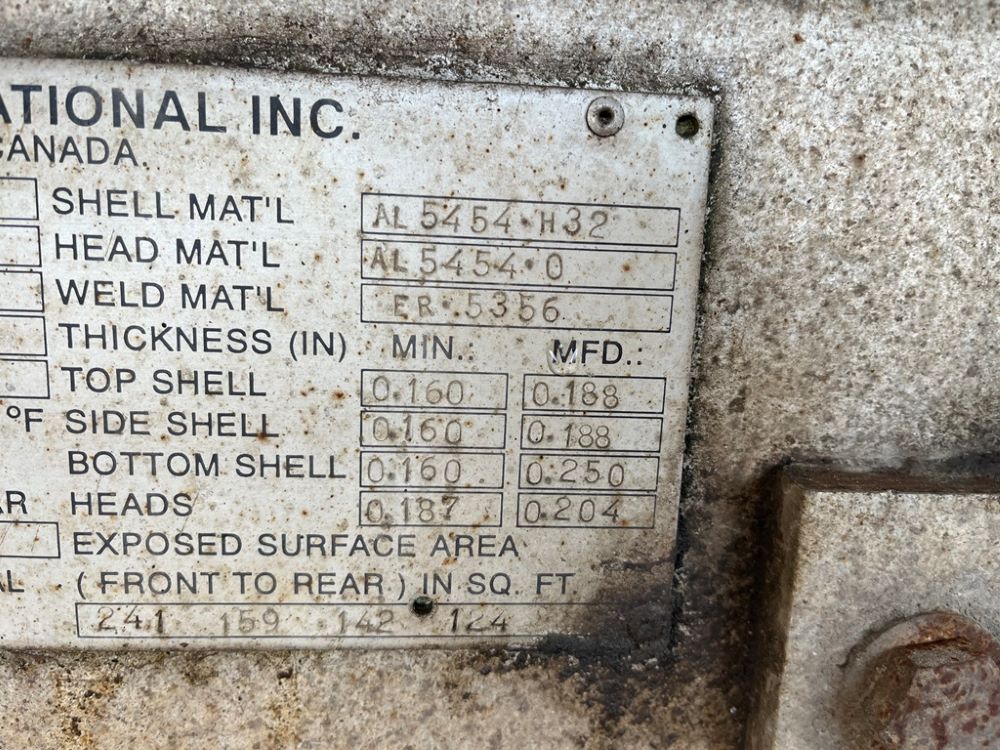 ATIONAL INC.
CANADA.
SHELL MAT'L AL 5454-H32
HEAD MAT'L AL 5454-0
WELD MAT'L ER-5356
THICKNESS (IN) MIN.: MFD.:
TOP SHELL 0.160 0.188
°F SIDE SHELL 0.160 0.188
BOTTOM SHELL 0.160 0.250
AR HEADS 0.187 0.204
EXPOSED SURFACE AREA
AL (FRONT TO REAR) IN SQ. FT.
241 159 142 124